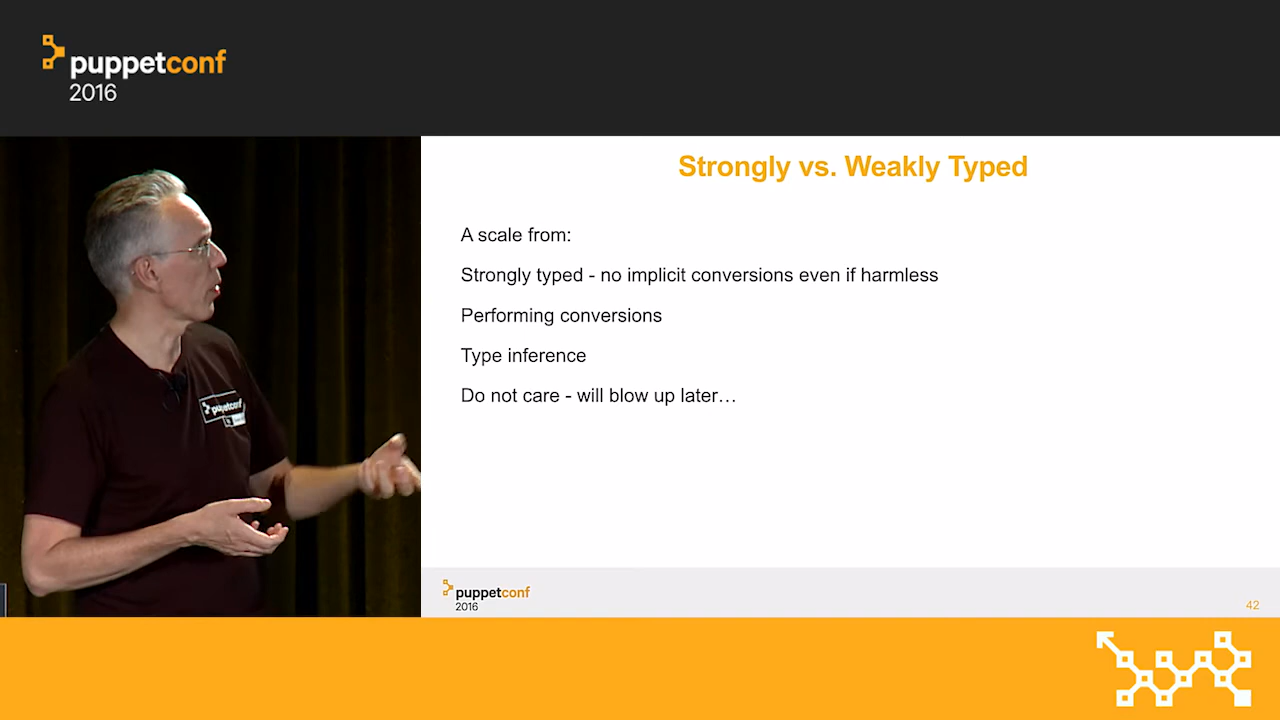 puppetconf
2016
Strongly vs. Weakly Typed
A scale from:
Strongly typed - no implicit conversions even if harmless
Performing conversions
Type inference
Do not care - will blow up later…
puppetconf
puppetconf
2016
42